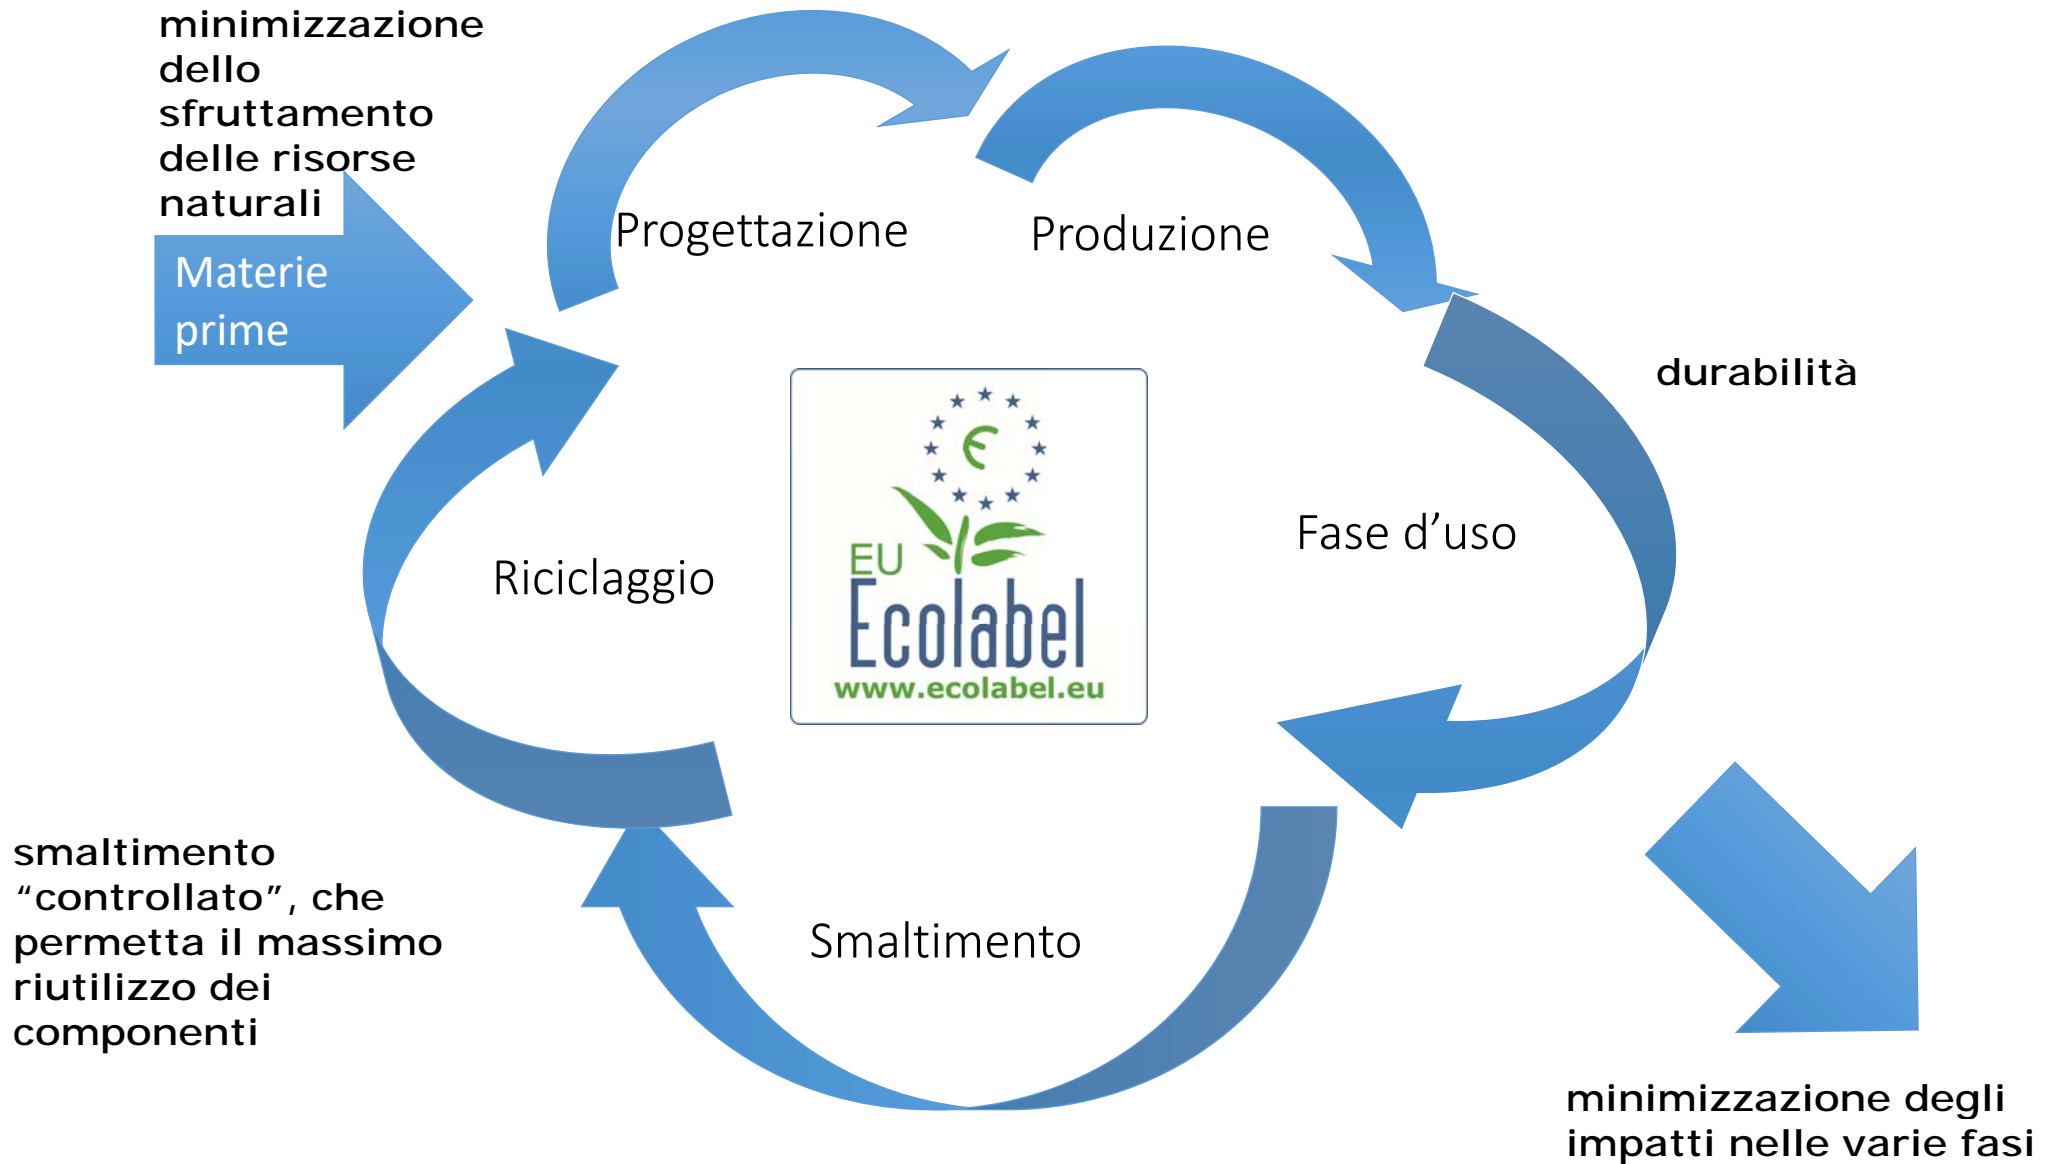 minimizzazione
dello
sfruttamento
delle risorse
naturali
Materie
prime
Progettazione
Produzione
durabilità
Fase d’uso
Riciclaggio
EU
Ecolabel
www.ecolabel.eu
smaltimento
“controllato”, che
permetta il massimo
riutilizzo dei
componenti
Smaltimento
minimizzazione degli
impatti nelle varie fasi